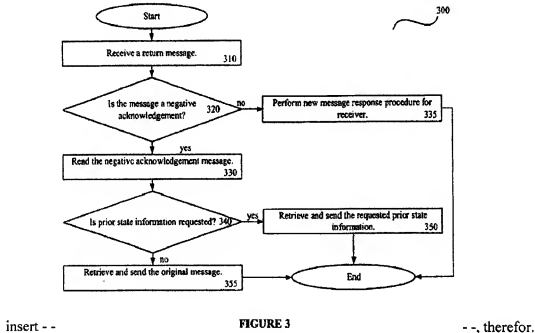 300
Start
Receive a return message.
310
Is the message a negative
acknowledgement?
320
no
Perform new message response procedure for
receiver.
335
yes
Read the negative acknowledgement message.
330
Is prior state information requested? 340
yes
Retrieve and send the requested prior state
information.
350
no
Retrieve and send the original message.
355
End
insert - - FIGURE 3 - -, therefor.